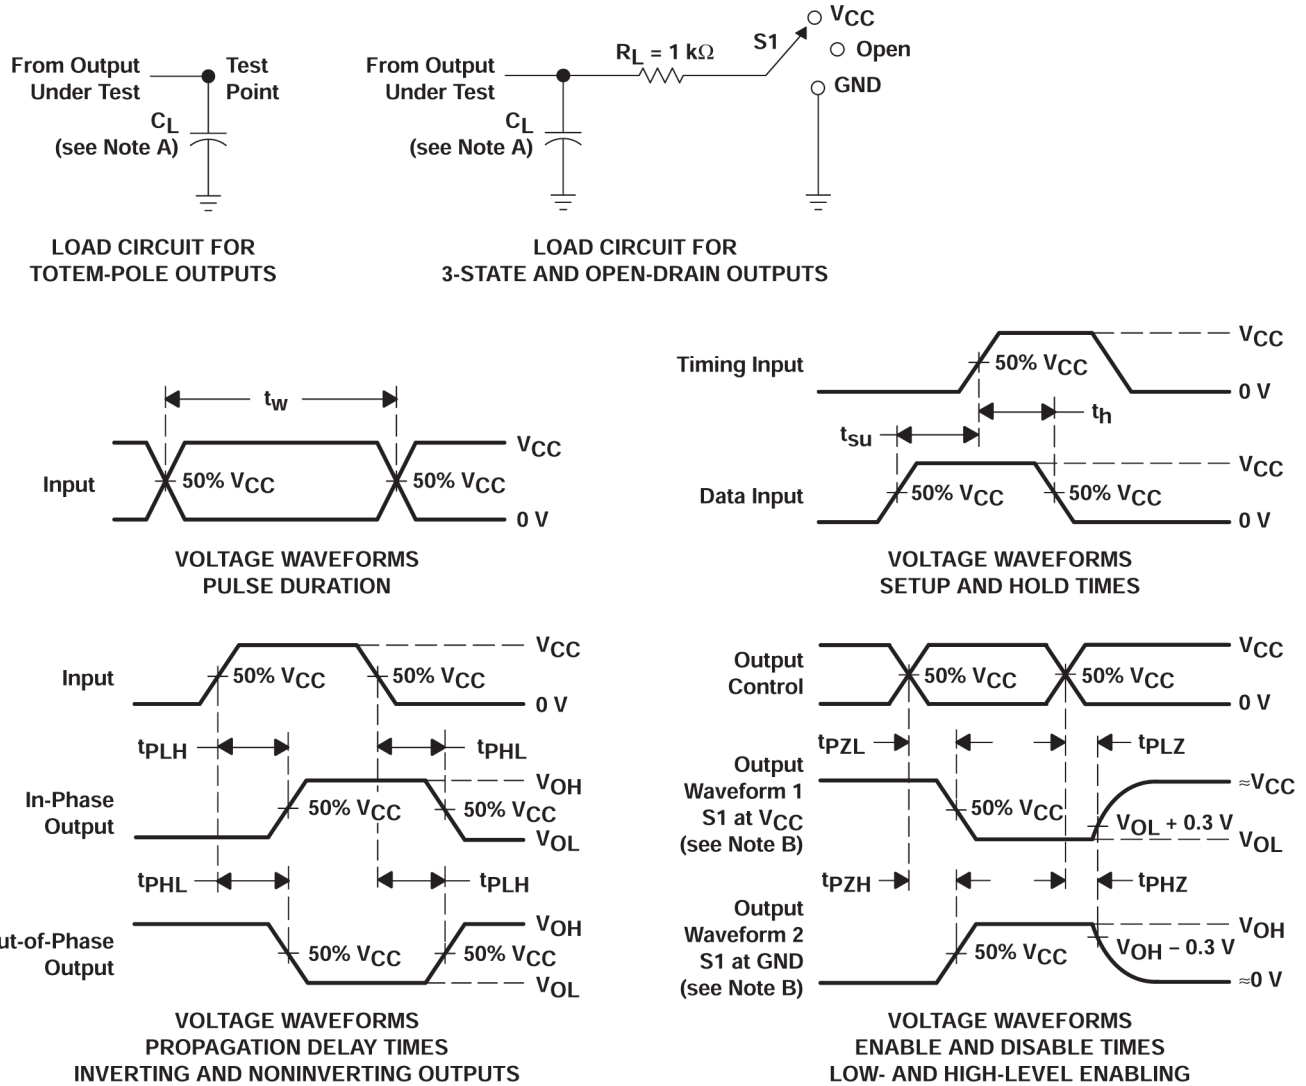 From Output
Under Test
Test
Point
CL
(see Note A)
LOAD CIRCUIT FOR
TOTEM-POLE OUTPUTS
From Output
Under Test
RL = 1 kΩ
S1
VCC
Open
GND
CL
(see Note A)
LOAD CIRCUIT FOR
3-STATE AND OPEN-DRAIN OUTPUTS
tw
Input
50% VCC
50% VCC
VCC
0 V
VOLTAGE WAVEFORMS
PULSE DURATION
Timing Input
50% VCC
VCC
0 V
th
tsu
Data Input
50% VCC
50% VCC
VCC
0 V
VOLTAGE WAVEFORMS
SETUP AND HOLD TIMES
Input
50% VCC
50% VCC
VCC
0 V
tPLH
tPHL
In-Phase
Output
50% VCC
50% VCC
VOH
VOL
tPHL
tPLH
ut-of-Phase
Output
50% VCC
50% VCC
VOH
VOL
VOLTAGE WAVEFORMS
PROPAGATION DELAY TIMES
INVERTING AND NONINVERTING OUTPUTS
Output
Control
50% VCC
50% VCC
VCC
0 V
tPZL
tPLZ
Output
Waveform 1
S1 at VCC
(see Note B)
50% VCC
≈VCC
VOL + 0.3 V
VOL
tPZH
tPHZ
Output
Waveform 2
S1 at GND
(see Note B)
50% VCC
VOH
VOH − 0.3 V
≈0 V
VOLTAGE WAVEFORMS
ENABLE AND DISABLE TIMES
LOW- AND HIGH-LEVEL ENABLING